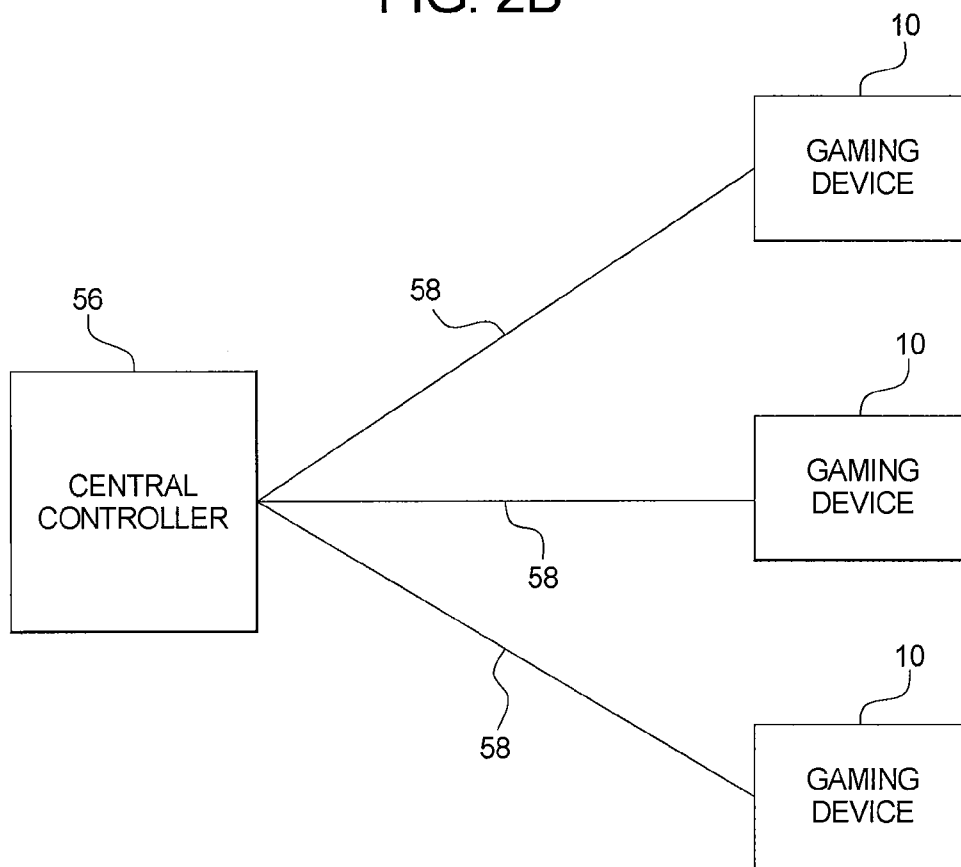 FIG. 2B
10
GAMING
DEVICE
58
56
10
CENTRAL
CONTROLLER
GAMING
DEVICE
58
10
58
GAMING
DEVICE